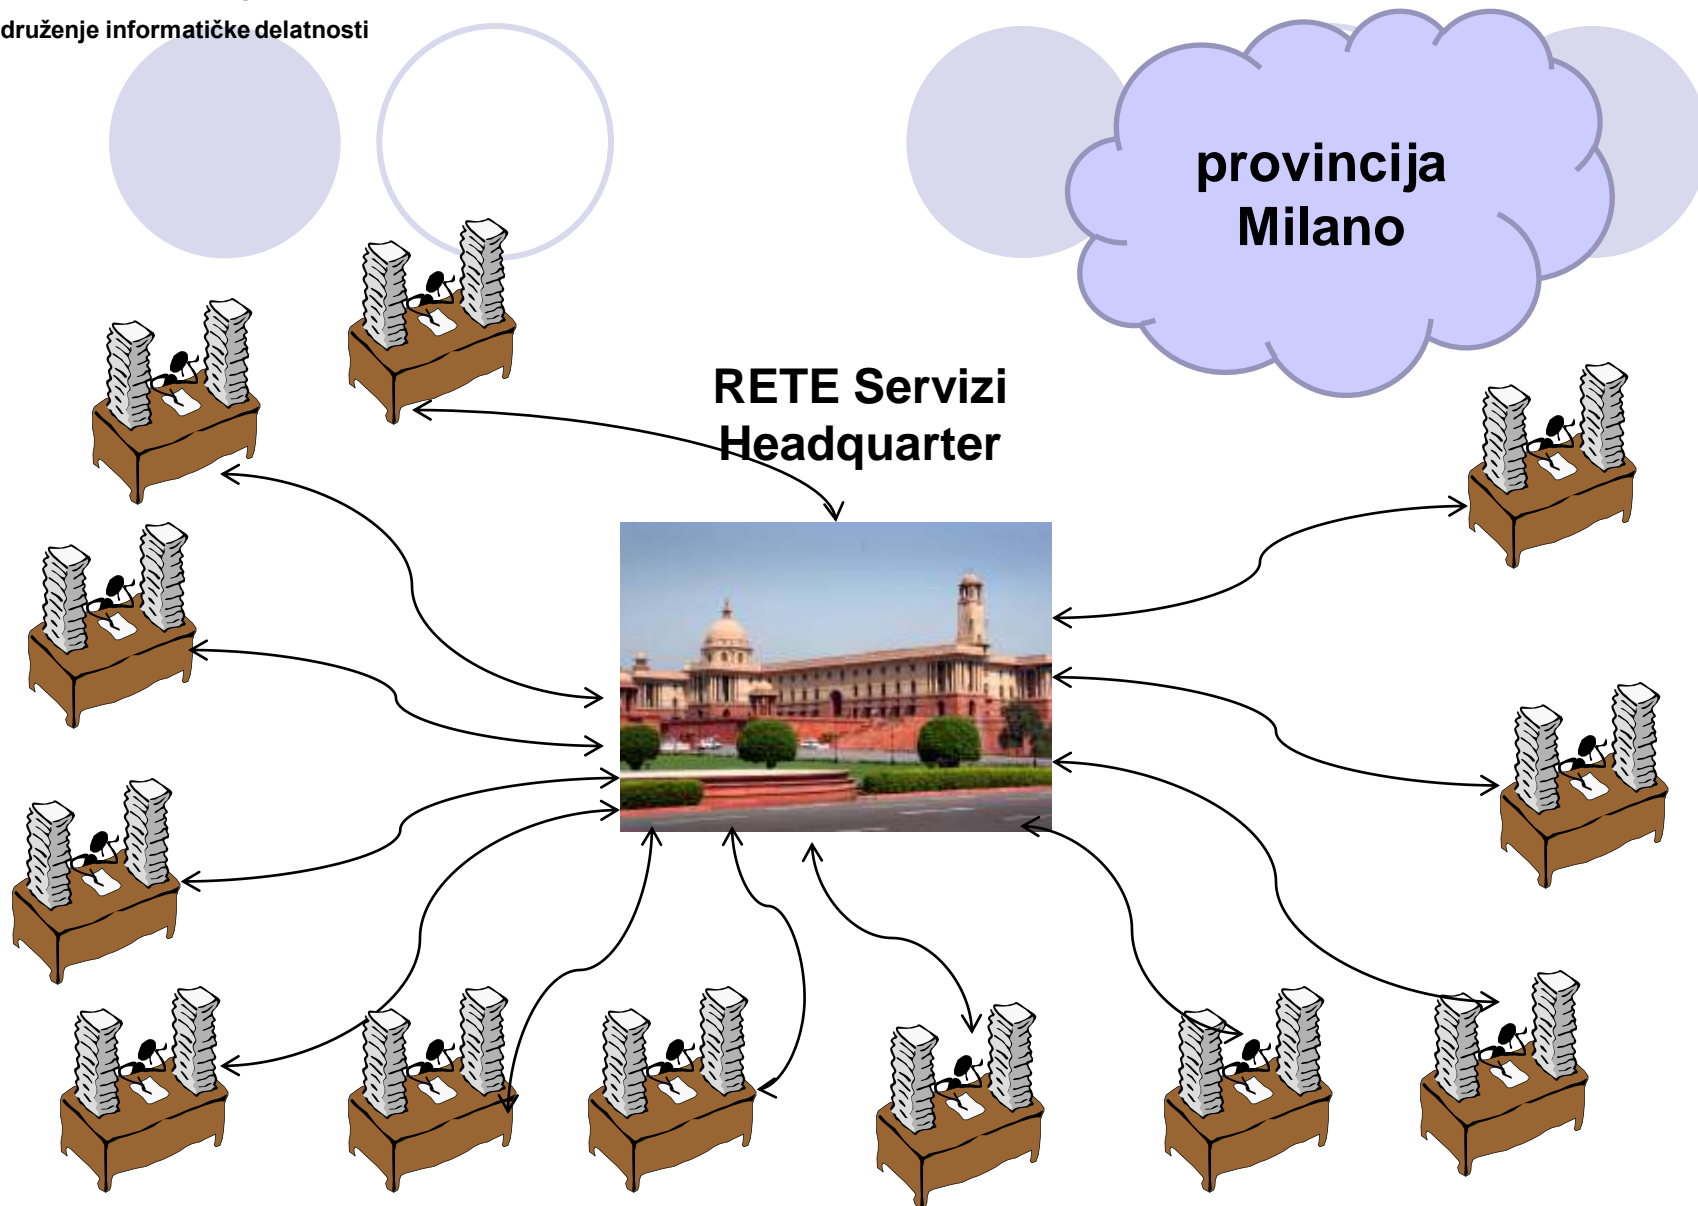 druženje informatičke delatnosti
provincija
Milano
RETE Servizi
Headquarter